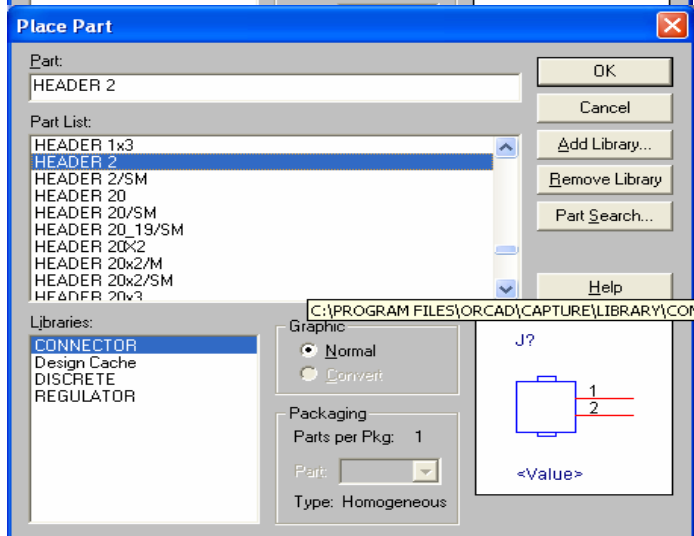 Place Part
Part:
HEADER 2
OK
Cancel
Part List:
HEADER 1x3
HEADER 2
HEADER 2/SM
HEADER 20
HEADER 20/SM
HEADER 20_19/SM
HEADER 20X2
HEADER 20x2/M
HEADER 20x2/SM
HEADER 20x3
Add Library...
Remove Library
Part Search...
Help
C:\PROGRAM FILES\ORCAD\CAPTURE\LIBRARY\CON
Libraries:
CONNECTOR
Design Cache
DISCRETE
REGULATOR
Graphic
Normal
Convert
Packaging
Parts per Pkg: 1
Part:
Type: Homogeneous
J?
1
2
<Value>